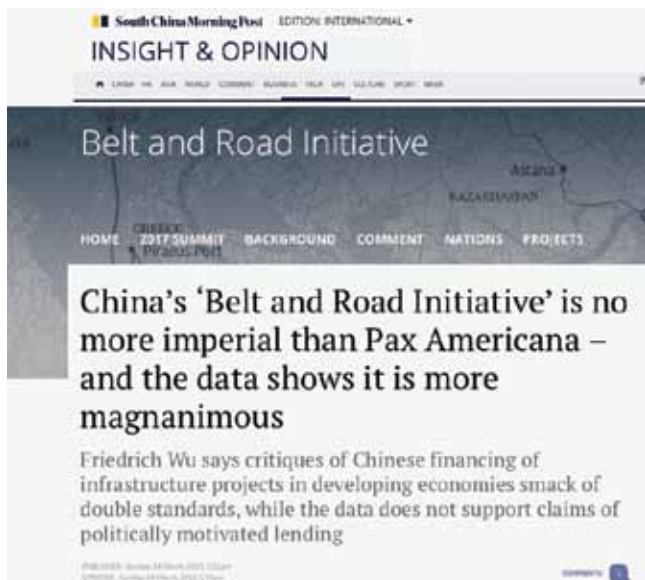 South China Morning Post EDITION: INTERNATIONAL
INSIGHT & OPINION
Belt and Road Initiative
Astana
KAZAKHSTAN
GREECE
HOME 2017 SUMMIT BACKGROUND COMMENT NATIONS PROJECTS
Piraeus Port
China’s ‘Belt and Road Initiative’ is no
more imperial than Pax Americana –
and the data shows it is more
magnanimous
Friedrich Wu says critiques of Chinese financing of
infrastructure projects in developing economies smack of
double standards, while the data does not support claims of
politically motivated lending
COMMENTS